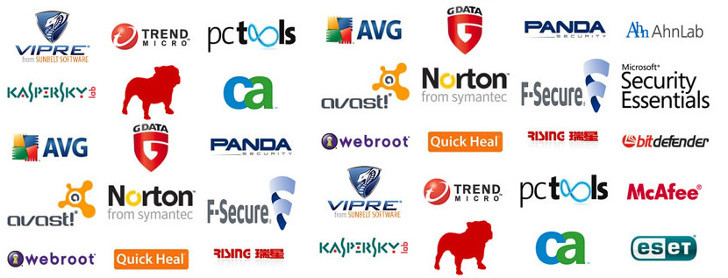 VIPRE
from SUNBELT SOFTWARE
TREND
MICRO
pctools
AVG
G DATA
PANDA
SECURITY
Ahn AhnLab
KASPERSKY lab
ca
avast!
a
Norton
from symantec
F-Secure
Microsoft®
Security
Essentials
AVG
G DATA
PANDA
SECURITY
webroot
Quick Heal
RISING 瑞星
bitdefender
avast!
a
Norton
from symantec
F-Secure
VIPRE
from SUNBELT SOFTWARE
TREND
MICRO
pctools
McAfee®
webroot
Quick Heal
RISING 瑞星
KASPERSKY lab
ca
eseT